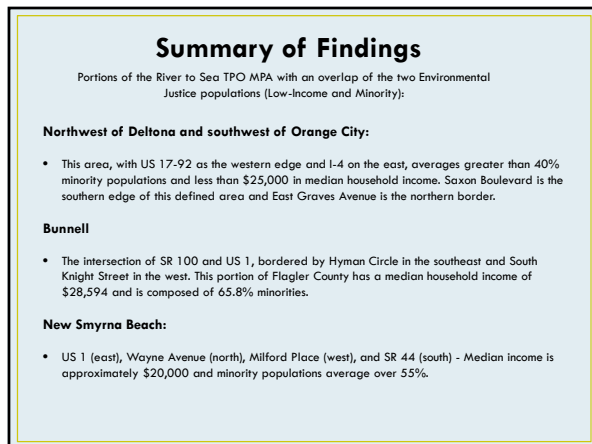 Summary of Findings
Portions of the River to Sea TPO MPA with an overlap of the two Environmental
Justice populations (Low-Income and Minority):
Northwest of Deltona and southwest of Orange City:
• This area, with US 17-92 as the western edge and I-4 on the east, averages greater than 40%
minority populations and less than $25,000 in median household income. Saxon Boulevard is the
southern edge of this defined area and East Graves Avenue is the northern border.
Bunnell
• The intersection of SR 100 and US 1, bordered by Hyman Circle in the southeast and South
Knight Street in the west. This portion of Flagler County has a median household income of
$28,594 and is composed of 65.8% minorities.
New Smyrna Beach:
• US 1 (east), Wayne Avenue (north), Milford Place (west), and SR 44 (south) - Median income is
approximately $20,000 and minority populations average over 55%.